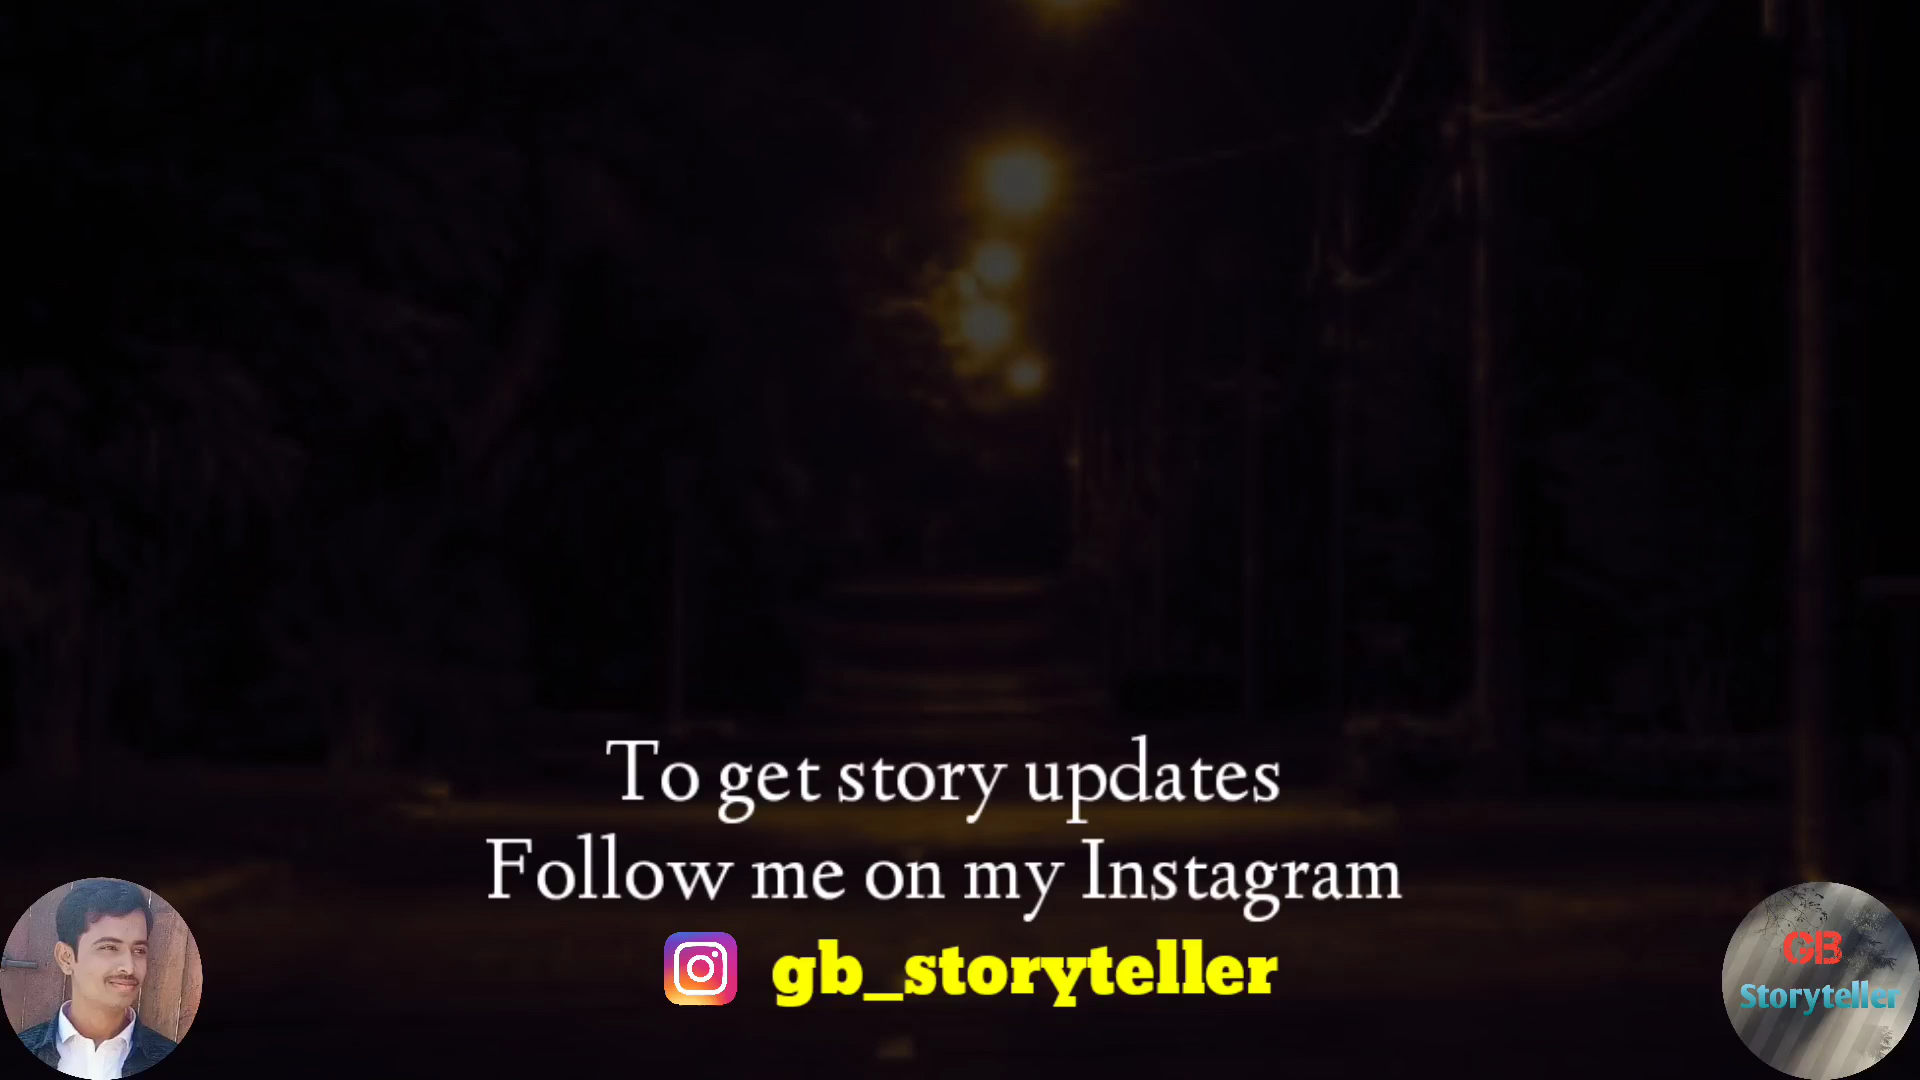 To get story updates
Follow me on my Instagram
gb_storyteller
GB
Storyteller